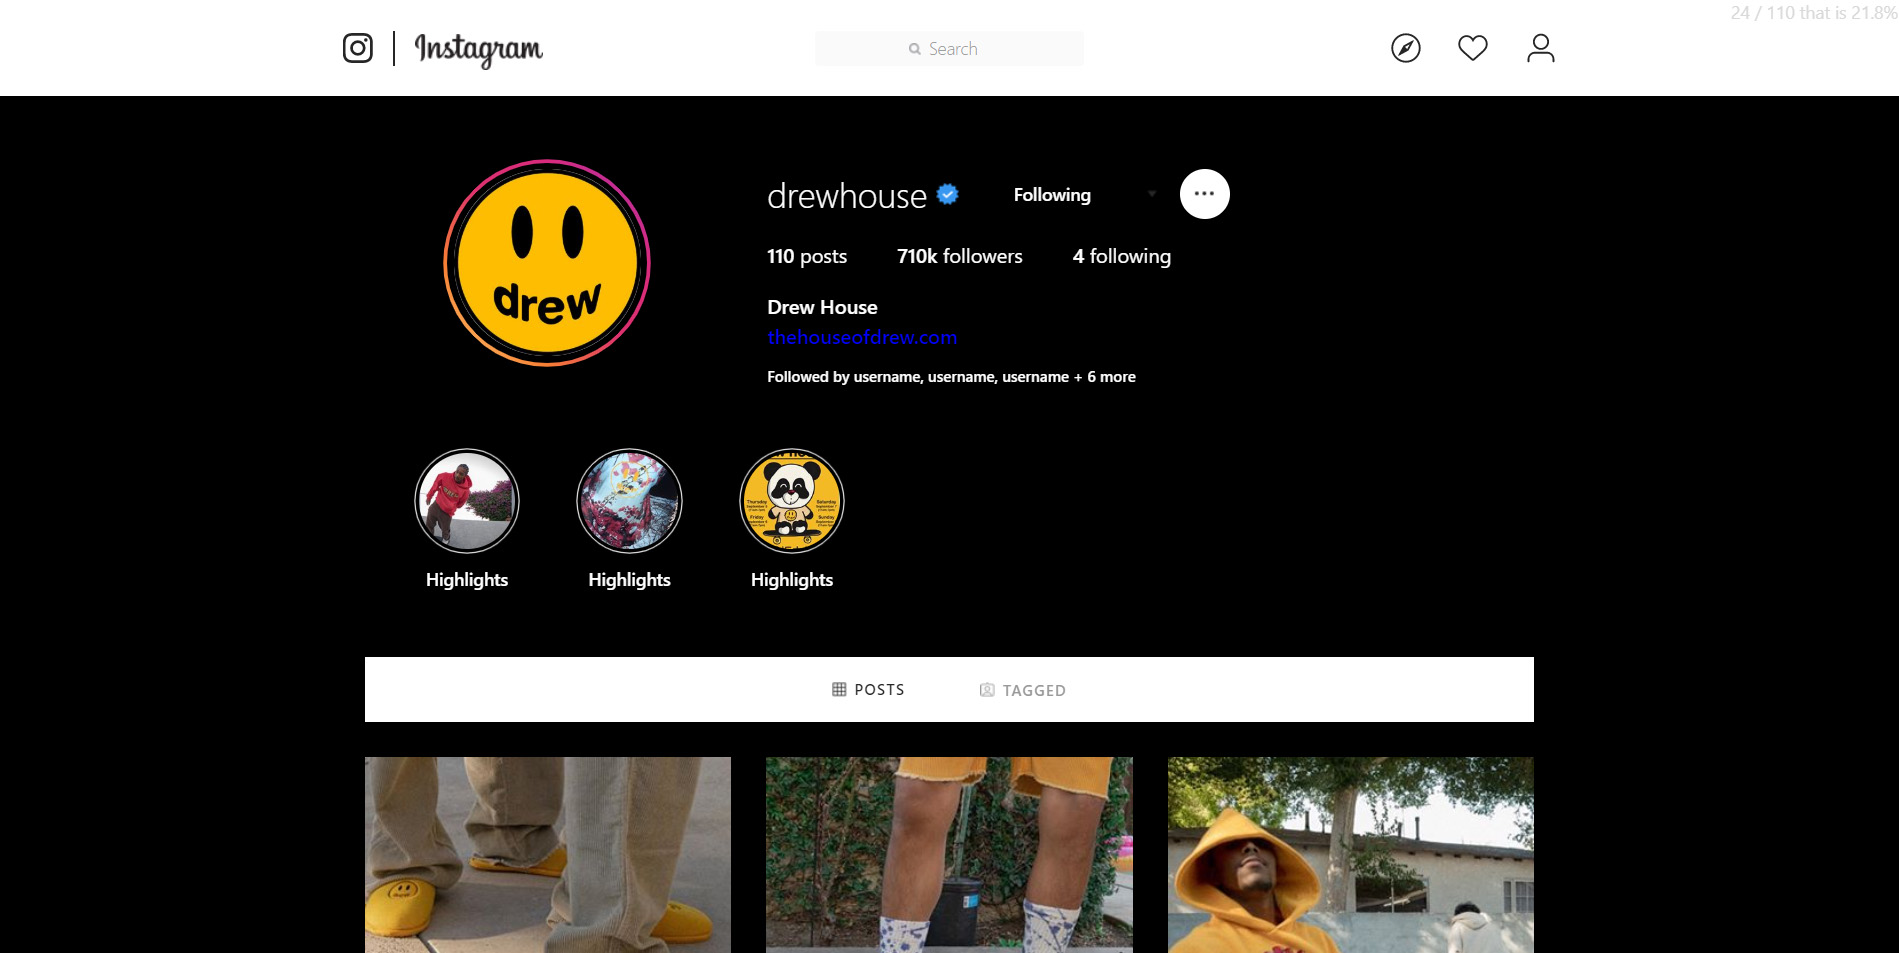 24 / 110 that is 21.8%
Instagram
Search
drewhouse
Following
110 posts
710k followers
4 following
drew
Drew House
thehouseofdrew.com
Followed by username, username, username + 6 more
Highlights
Highlights
Highlights
POSTS
TAGGED